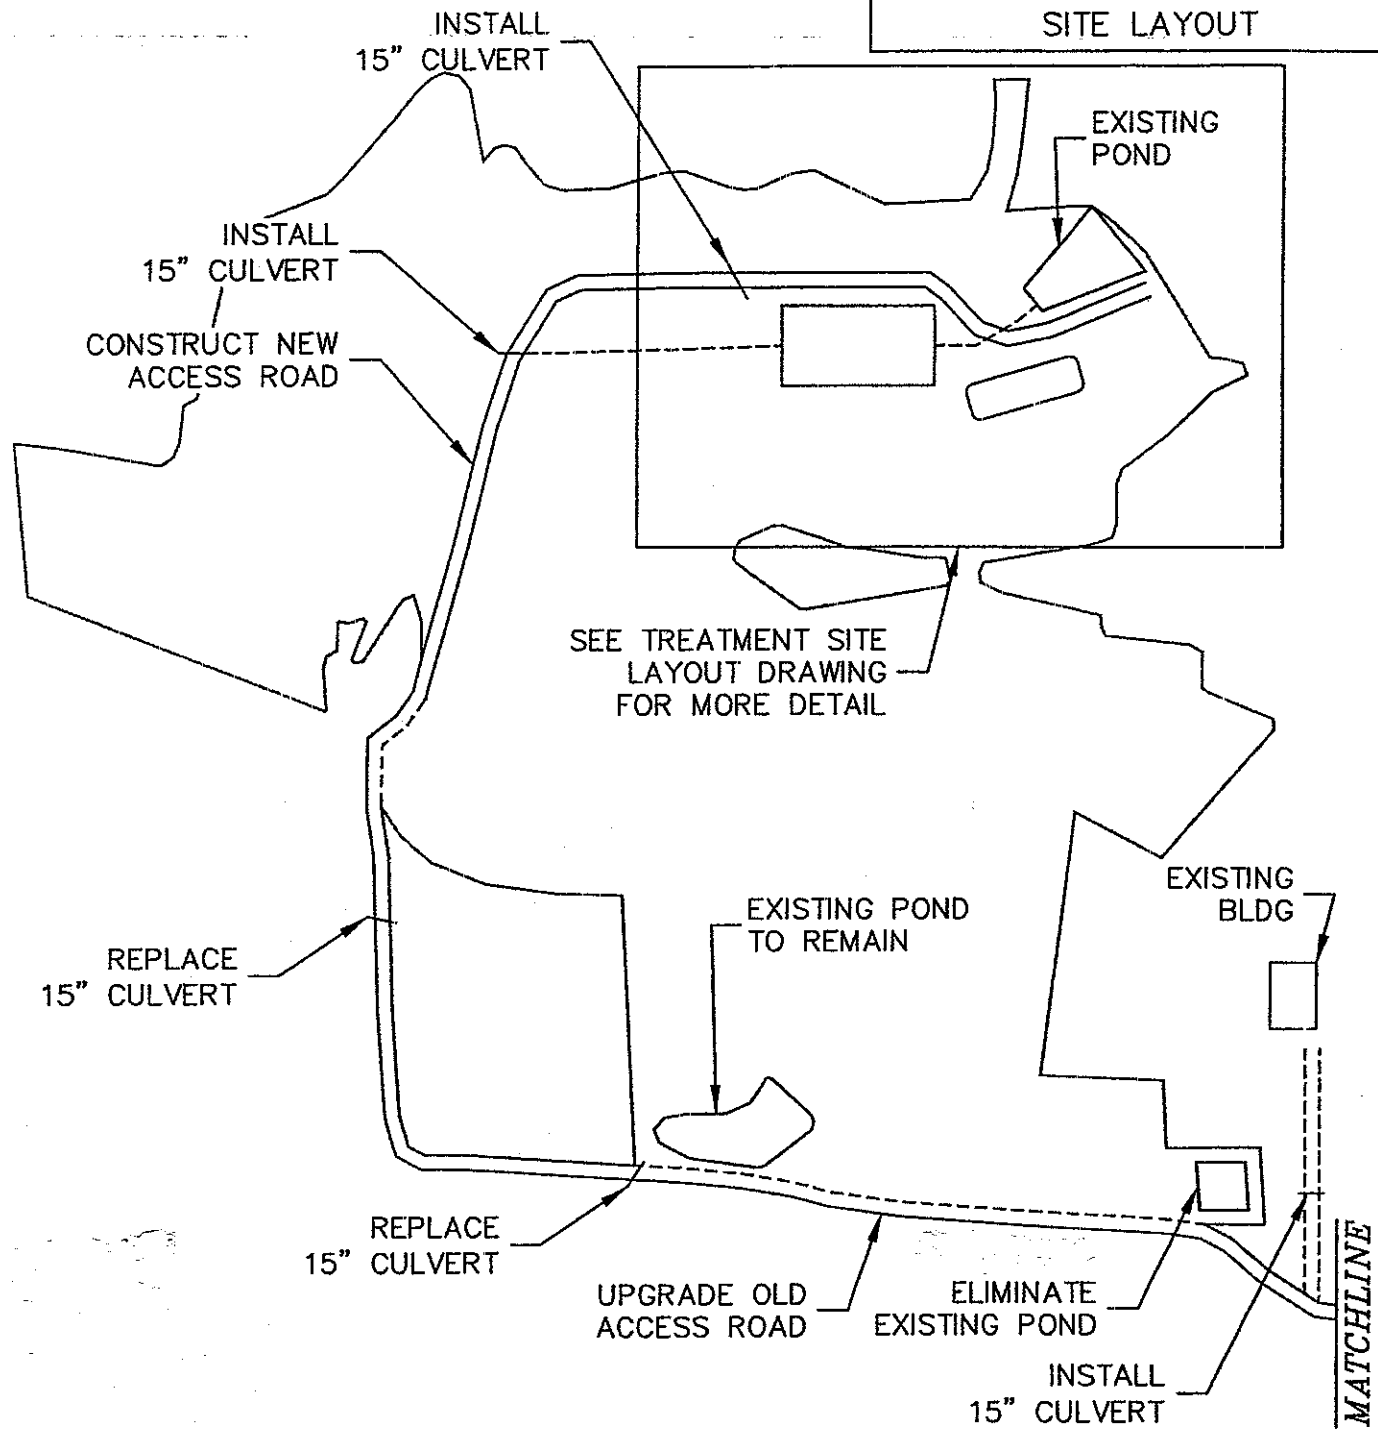 SITE LAYOUT
INSTALL
15" CULVERT
EXISTING
POND
INSTALL
15" CULVERT
CONSTRUCT NEW
ACCESS ROAD
SEE TREATMENT SITE
LAYOUT DRAWING
FOR MORE DETAIL
EXISTING
BLDG
EXISTING POND
TO REMAIN
REPLACE
15" CULVERT
REPLACE
15" CULVERT
UPGRADE OLD
ACCESS ROAD
ELIMINATE
EXISTING POND
INSTALL
15" CULVERT
MATCHLINE